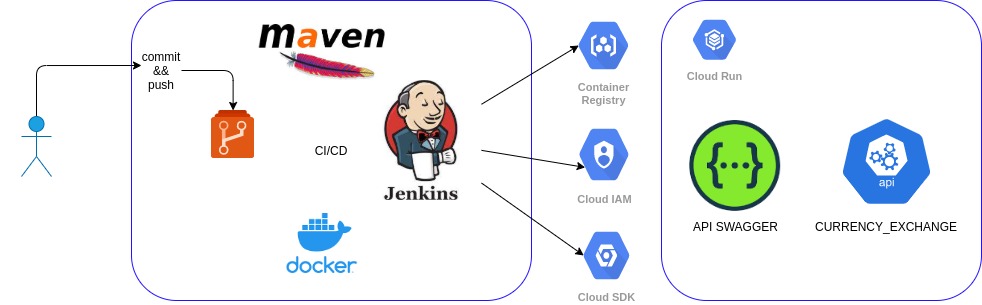 maven
commit
&&
push
CI/CD
Jenkins
docker
Container
Registry
Cloud IAM
Cloud SDK
Cloud Run
API SWAGGER
api
CURRENCY_EXCHANGE